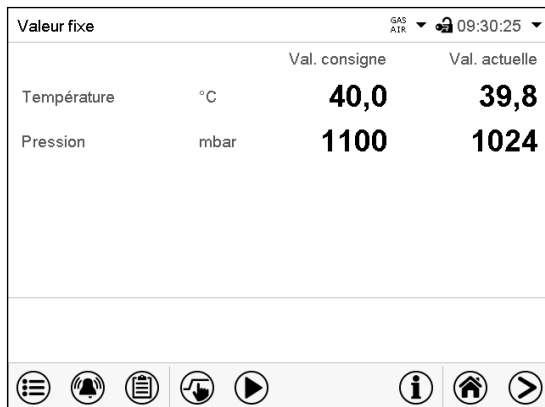 Valeur fixe GAS AIR 09:30:25
Val. consigne Val. actuelle
Température °C 40,0 39,8
Pression mbar 1100 1024